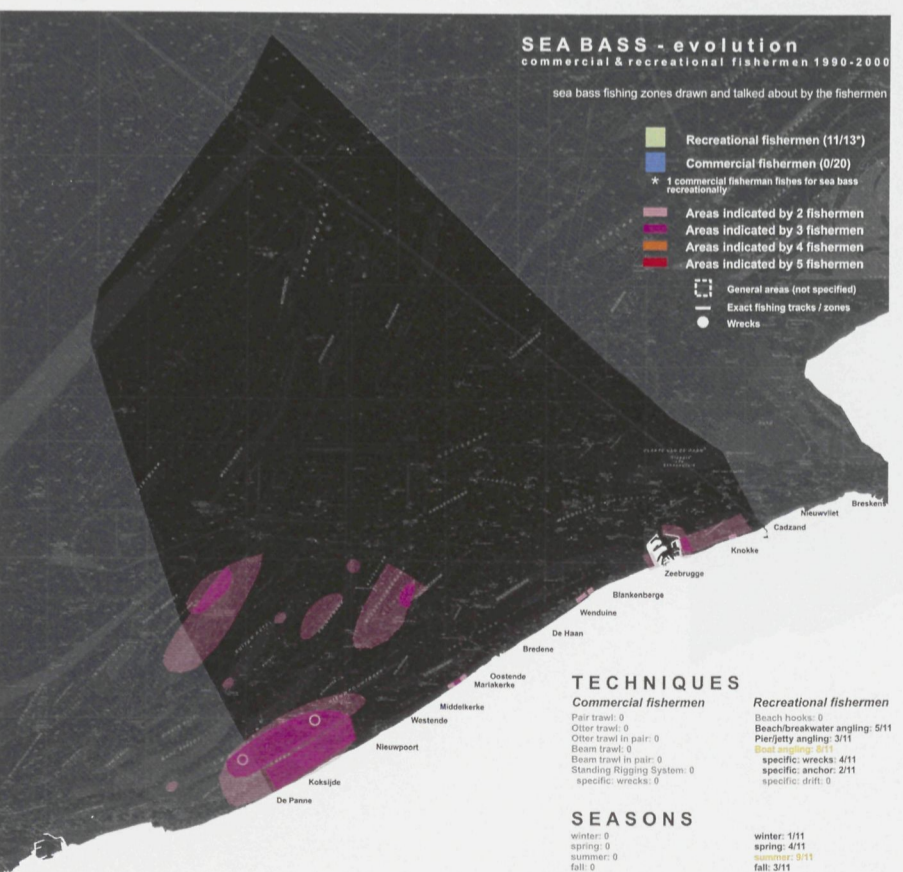 SEA BASS - evolution
commercial & recreational fishermen 1990-2000
sea bass fishing zones drawn and talked about by the fishermen
Recreational fishermen (11/13*)
Commercial fishermen (0/20)
* 1 commercial fisherman fishes for sea bass
recreationally
Areas indicated by 2 fishermen
Areas indicated by 3 fishermen
Areas indicated by 4 fishermen
Areas indicated by 5 fishermen
General areas (not specified)
Exact fishing tracks / zones
Wrecks
Breskens
Nieuwvliet
Cadzand
Knokke
Zeebrugge
Blankenberge
Wenduine
De Haan
Bredene
Oostende
Mariakerke
Middelkerke
Westende
Nieuwpoort
Koksijde
De Panne
TECHNIQUES
Commercial fishermen
Pair trawl: 0
Otter trawl: 0
Otter trawl in pair: 0
Beam trawl: 0
Beam trawl in pair: 0
Standing Rigging System: 0
specific: wrecks: 0
Recreational fishermen
Beach hooks: 0
Beach/breakwater angling: 5/11
Pier/jetty angling: 3/11
Boat angling: 8/11
specific: wrecks: 4/11
specific: anchor: 2/11
specific: drift: 0
SEASONS
winter: 0
spring: 0
summer: 0
fall: 0
winter: 1/11
spring: 4/11
summer: 9/11
fall: 3/11